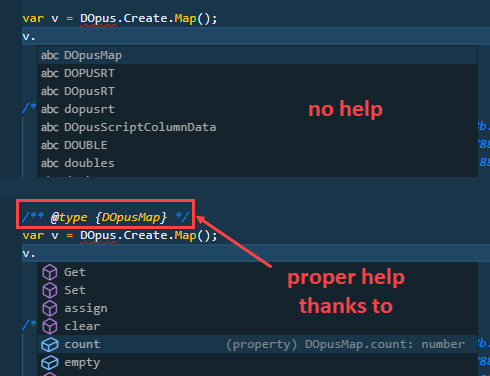 var v = DOpus.Create.Map();
v.
abc DOpusMap
abc DOPUSRT
abc DOpusRT
abc dopusrt
abc DOpusScriptColumnData
abc DOUBLE
abc doubles
/*
no help
/** @type {DOpusMap} */
var v = DOpus.Create.Map();
v.
Get
Set
assign
clear
count (property) DOpusMap.count: number
empty
/*
proper help
thanks to